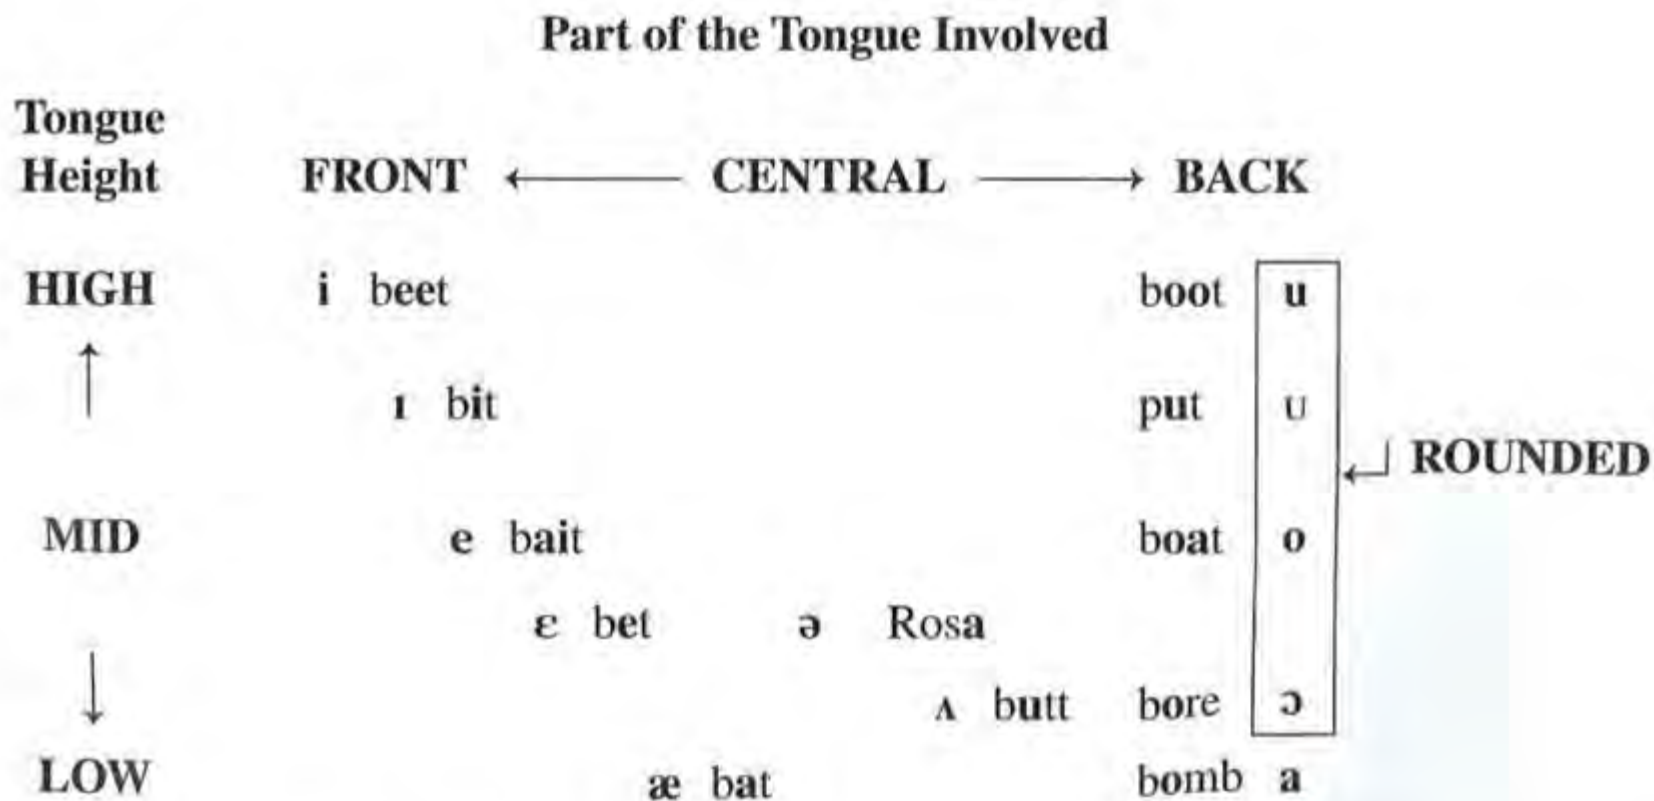 Part of the Tongue Involved
Tongue
Height FRONT ← CENTRAL → BACK
HIGH i beet boot u
↑
ɪ bit put ʊ
ROUNDED
MID e bait boat o
ɛ bet ə Rosa
↓
ʌ butt bore ɔ
LOW æ bat bomb a